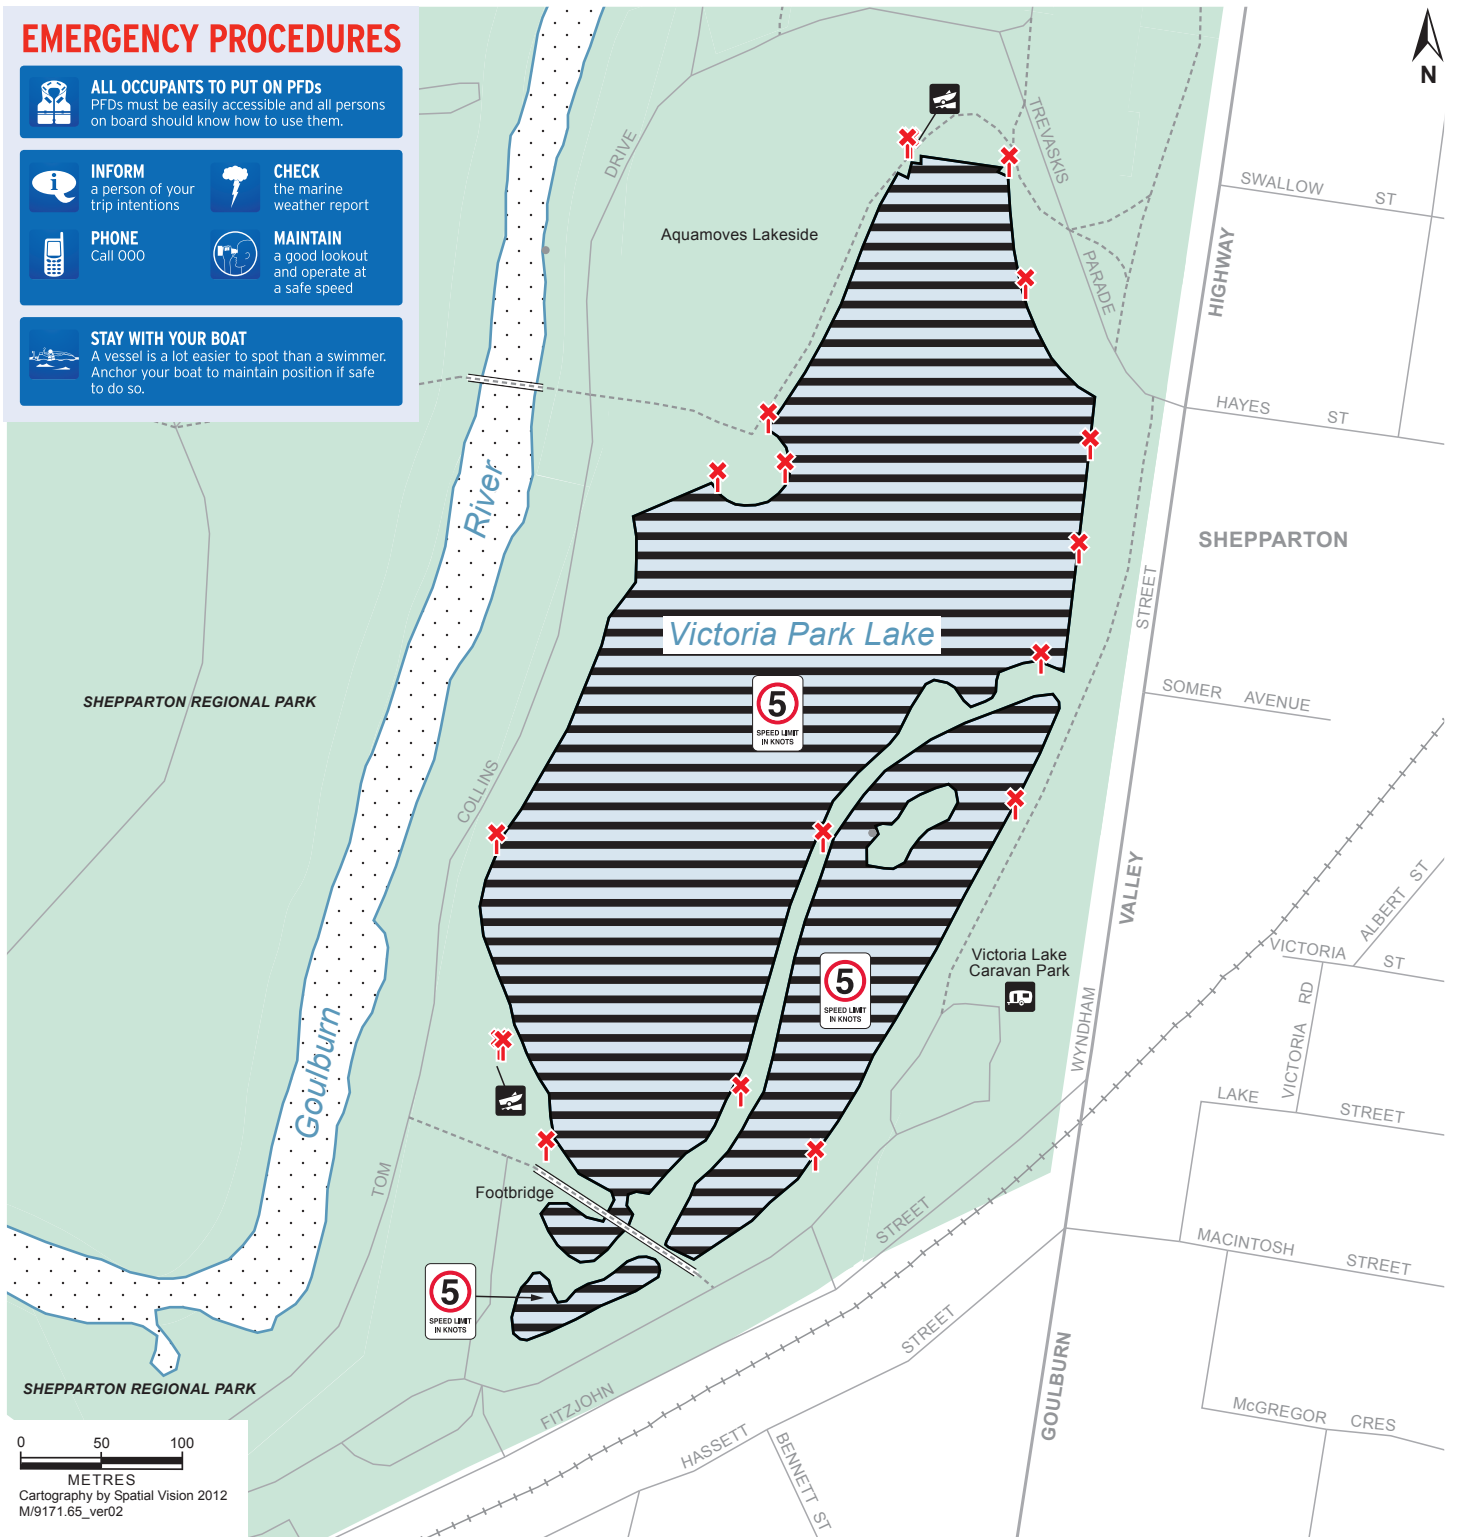 EMERGENCY PROCEDURES
ALL OCCUPANTS TO PUT ON PFDs
PFDs must be easily accessible and all persons
on board should know how to use them.
INFORM
a person of your
trip intentions
CHECK
the marine
weather report
PHONE
Call 000
MAINTAIN
a good lookout
and operate at
a safe speed
STAY WITH YOUR BOAT
A vessel is a lot easier to spot than a swimmer.
Anchor your boat to maintain position if safe
to do so.
N
DRIVE
TREVASKIS
PARADE
SWALLOW ST
HIGHWAY
Aquamoves Lakeside
HAYES ST
River
SHEPPARTON
STREET
Victoria Park Lake
SHEPPARTON REGIONAL PARK
5
SPEED LIMIT
IN KNOTS
SOMER AVENUE
COLLINS
VALLEY
ALBERT ST
VICTORIA ST
Victoria Lake
Caravan Park
5
SPEED LIMIT
IN KNOTS
VICTORIA RD
WYNDHAM
Goulburn
LAKE STREET
TOM
Footbridge
STREET
MACINTOSH STREET
5
SPEED LIMIT
IN KNOTS
STREET
GOULBURN
SHEPPARTON REGIONAL PARK
FITZJOHN
McGREGOR CRES
HASSETT
BENNETT ST
0 50 100
METRES
Cartography by Spatial Vision 2012
M/9171.65_ver02